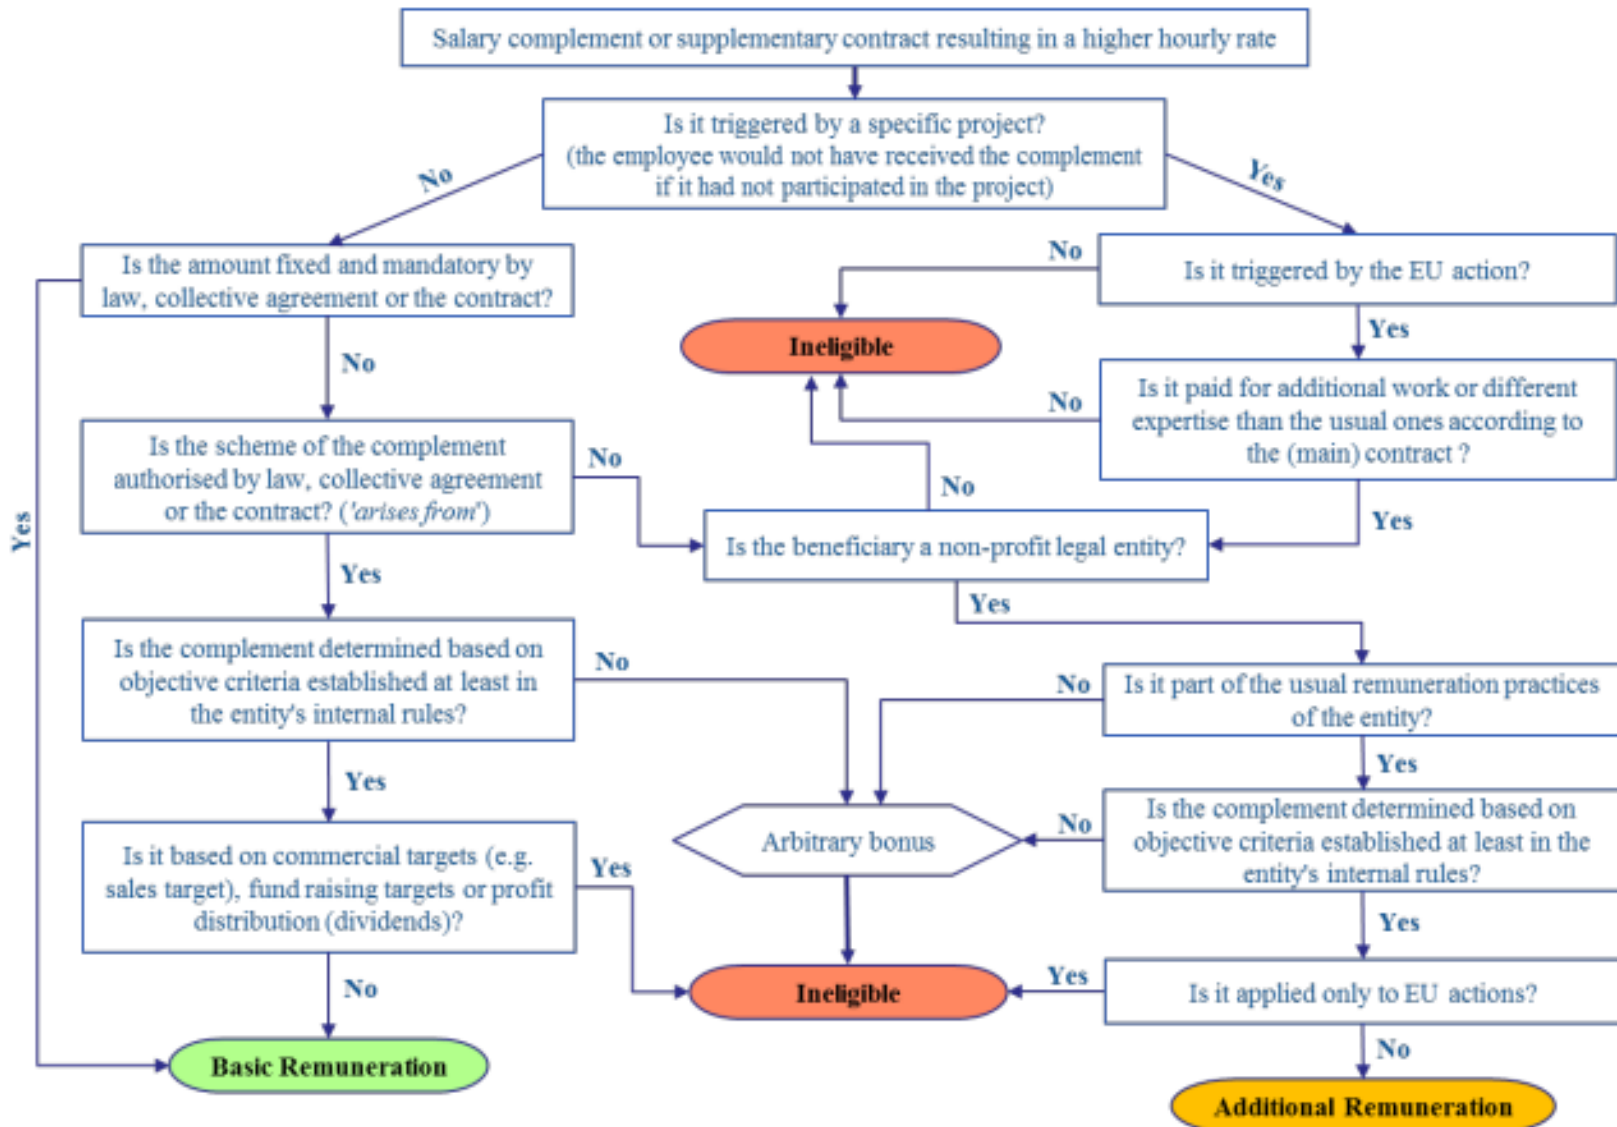 Salary complement or supplementary contract resulting in a higher hourly rate
Is it triggered by a specific project?
(the employee would not have received the complement
if it had not participated in the project)
No
Yes
Is the amount fixed and mandatory by
law, collective agreement or the contract?
No
Is it triggered by the EU action?
Ineligible
Yes
No
Is it paid for additional work or different
expertise than the usual ones according to
the (main) contract ?
No
Is the scheme of the complement
authorised by law, collective agreement
or the contract? ('arises from')
No
No
Yes
Yes
Is the beneficiary a non-profit legal entity?
Yes
Yes
Is the complement determined based on
objective criteria established at least in
the entity's internal rules?
No
No
Is it part of the usual remuneration practices
of the entity?
Yes
Yes
Is it based on commercial targets (e.g.
sales target), fund raising targets or profit
distribution (dividends)?
Yes
Arbitrary bonus
No
Is the complement determined based on
objective criteria established at least in the
entity's internal rules?
Yes
No
Ineligible
Yes
Is it applied only to EU actions?
No
Basic Remuneration
Additional Remuneration